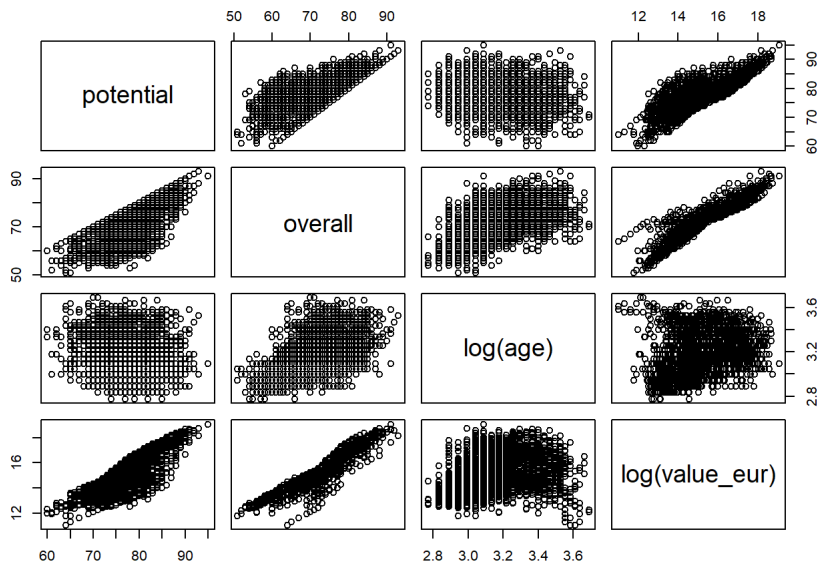 50 60 70 80 90
12 14 16 18
potential
60 70 80 90
50 70 90
overall
log(age)
2.8 3.2 3.6
12 14 16
log(value_eur)
60 70 80 90
2.8 3.0 3.2 3.4 3.6